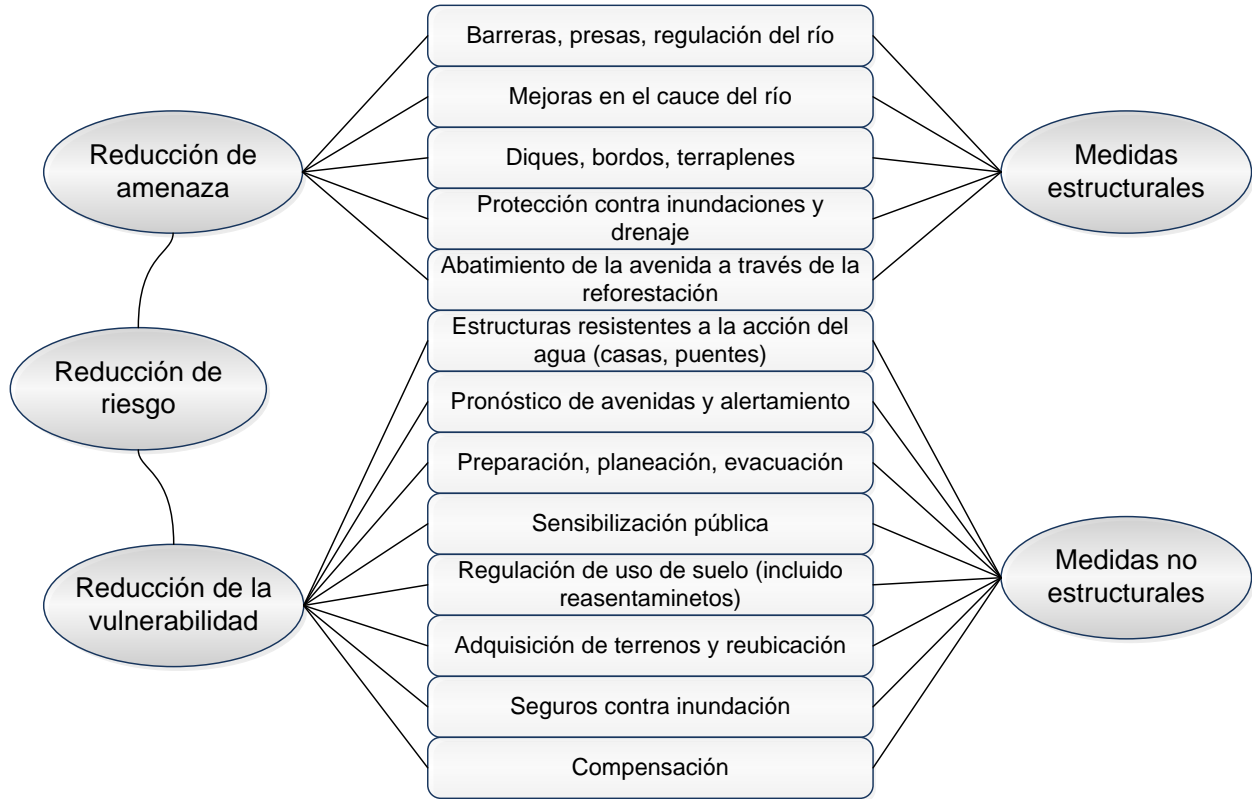 Reducción de
amenaza
Reducción de
riesgo
Reducción de la
vulnerabilidad
Barreras, presas, regulación del río
Mejoras en el cauce del río
Diques, bordos, terraplenes
Protección contra inundaciones y
drenaje
Abatimiento de la avenida a través de la
reforestación
Estructuras resistentes a la acción del
agua (casas, puentes)
Pronóstico de avenidas y alertamiento
Preparación, planeación, evacuación
Sensibilización pública
Regulación de uso de suelo (incluido
reasentaminetos)
Adquisición de terrenos y reubicación
Seguros contra inundación
Compensación
Medidas
estructurales
Medidas no
estructurales